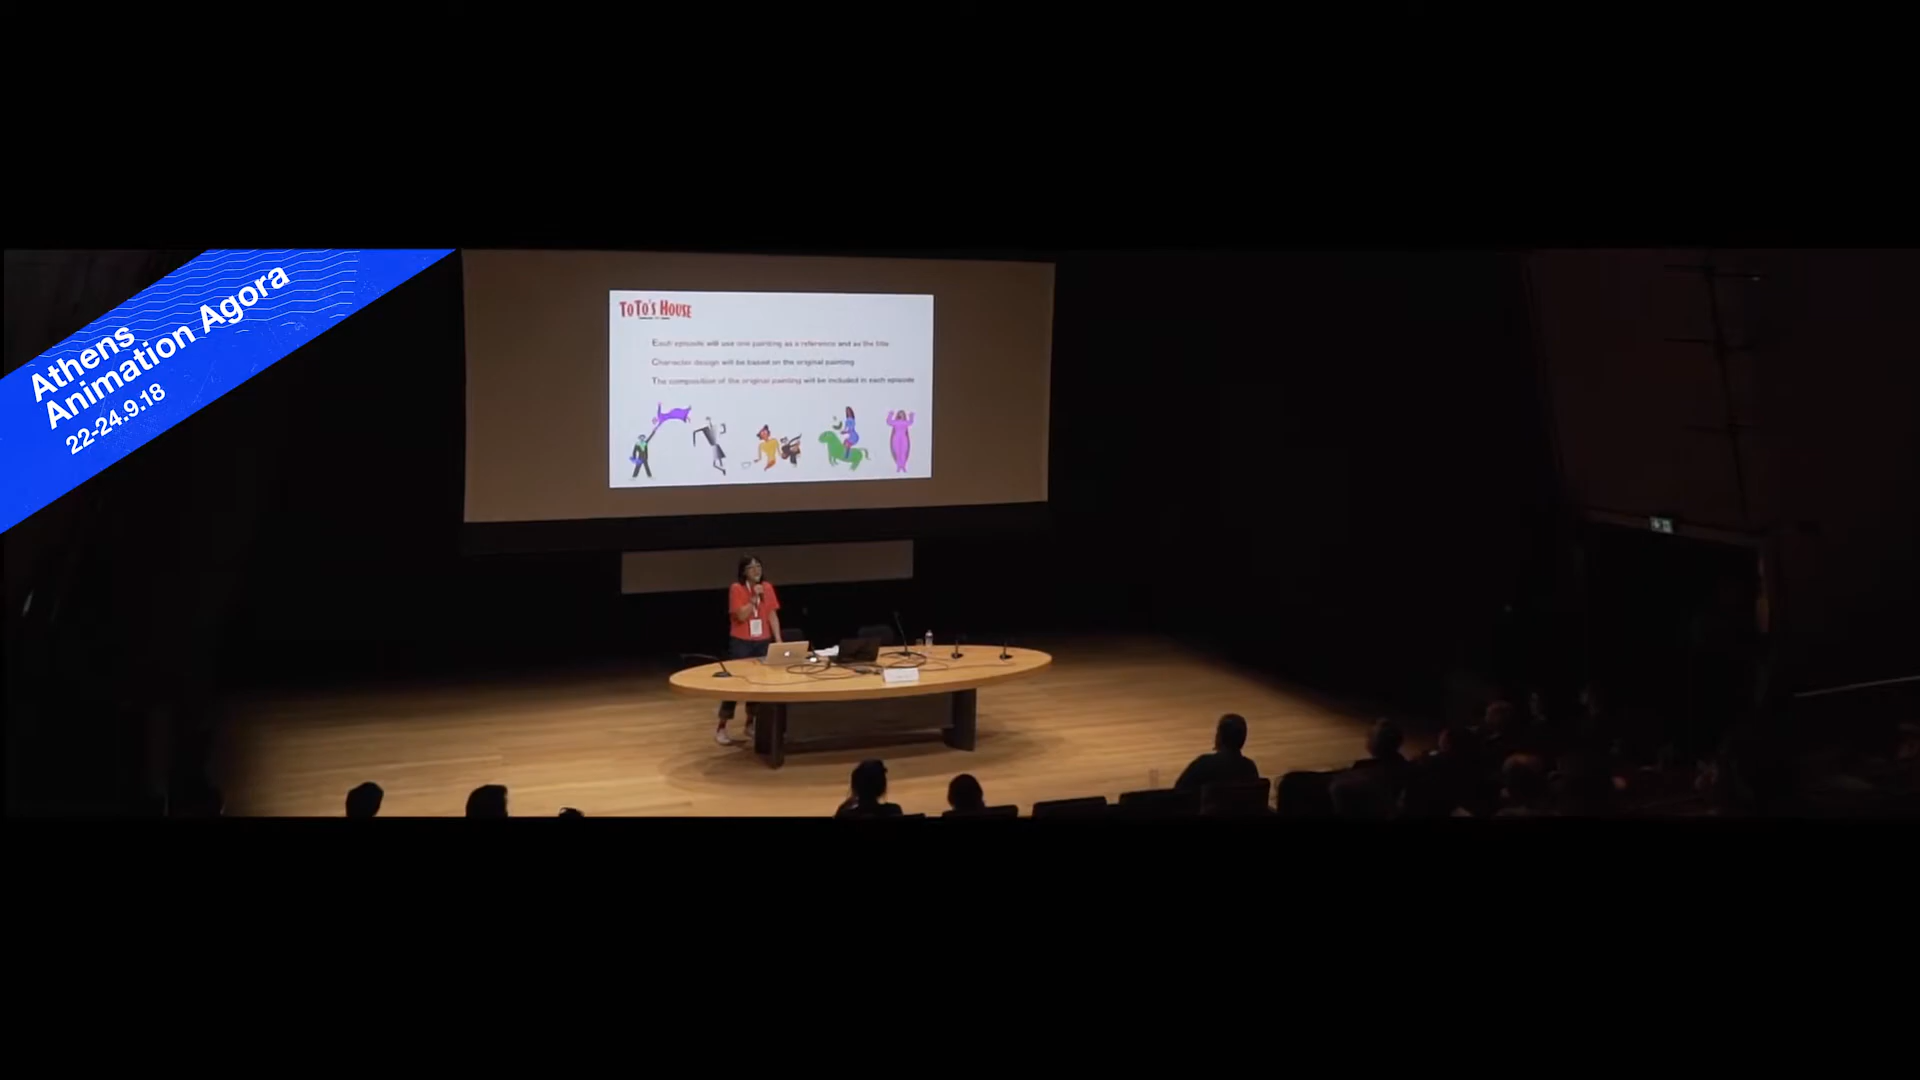 Athens
Animation Agora
22-24.9.18
ToTo's House
Each episode will use one painting as a reference and as the title
Character design will be based on the original painting
The composition of the original painting will be included in each episode